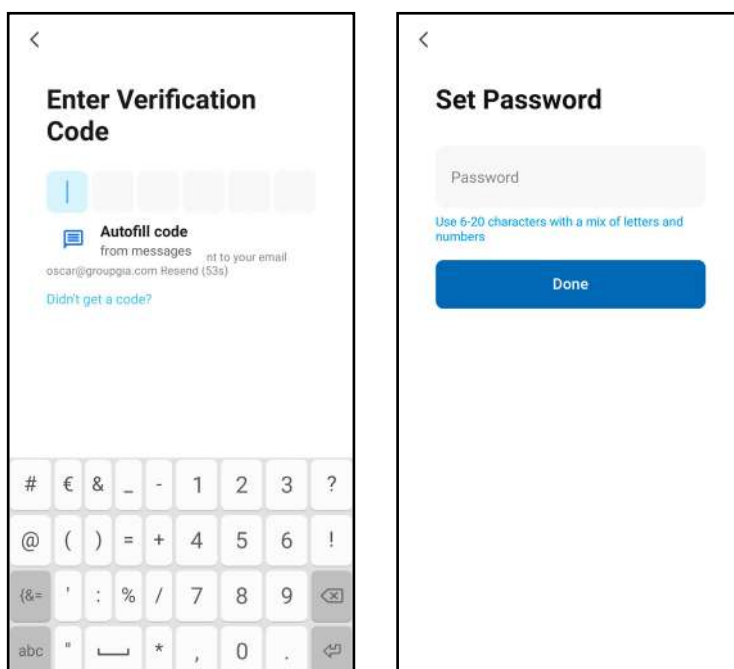 Enter Verification
Code
Autofill code
from messages
nt to your email
oscar@groupgia.com Resend (53s)
Didn't get a code?
# € & _ - 1 2 3 ?
@ ( ) = + 4 5 6 !
{&= ' : % / 7 8 9
abc " * , 0 .
Set Password
Password
Use 6-20 characters with a mix of letters and
numbers
Done